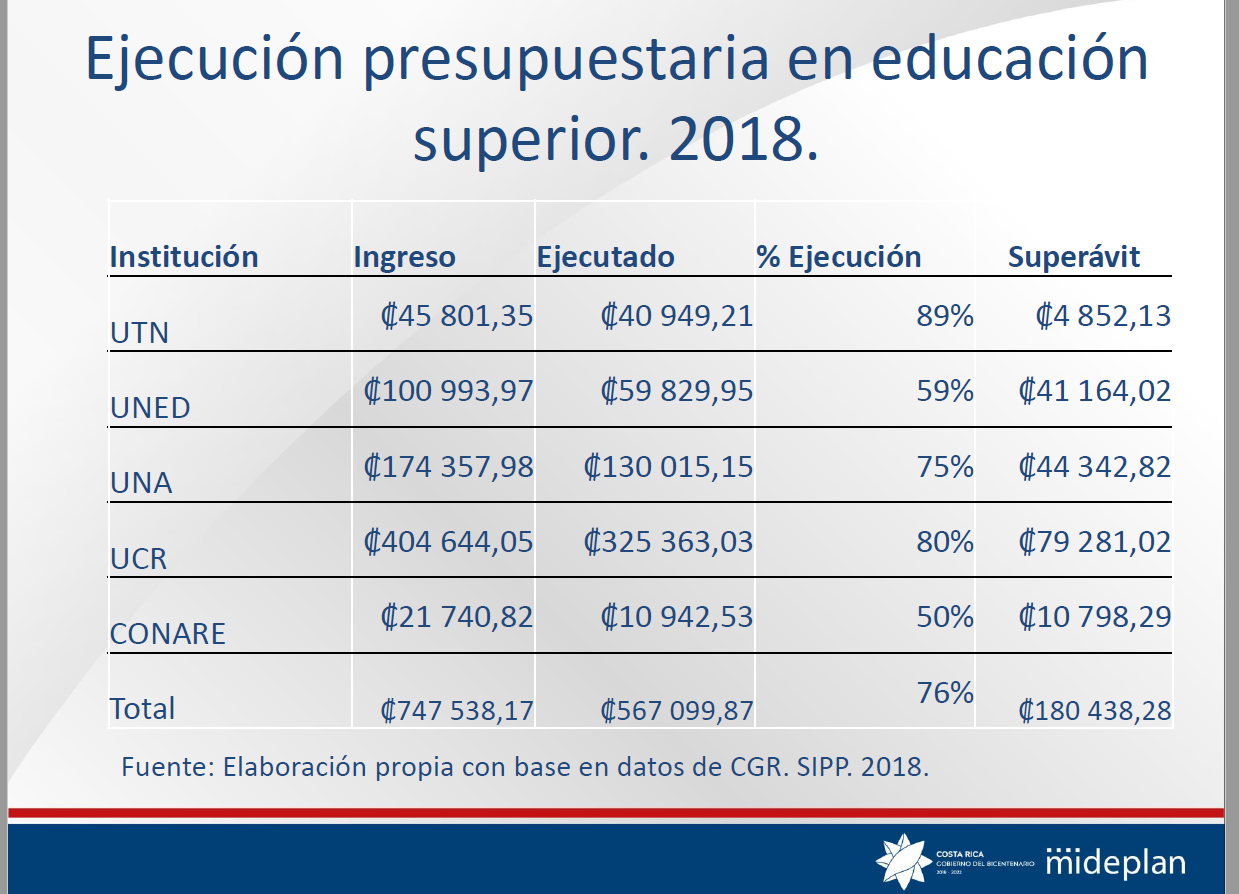 Ejecución presupuestaria en educación
superior. 2018.
Institución Ingreso Ejecutado % Ejecución Superávit
UTN ₡45 801,35 ₡40 949,21 89% ₡4 852,13
UNED ₡100 993,97 ₡59 829,95 59% ₡41 164,02
UNA ₡174 357,98 ₡130 015,15 75% ₡44 342,82
UCR ₡404 644,05 ₡325 363,03 80% ₡79 281,02
CONARE ₡21 740,82 ₡10 942,53 50% ₡10 798,29
Total ₡747 538,17 ₡567 099,87 76% ₡180 438,28
Fuente: Elaboración propia con base en datos de CGR. SIPP. 2018.
COSTA RICA
GOBIERNO DEL BICENTENARIO
2018 - 2022
mideplan